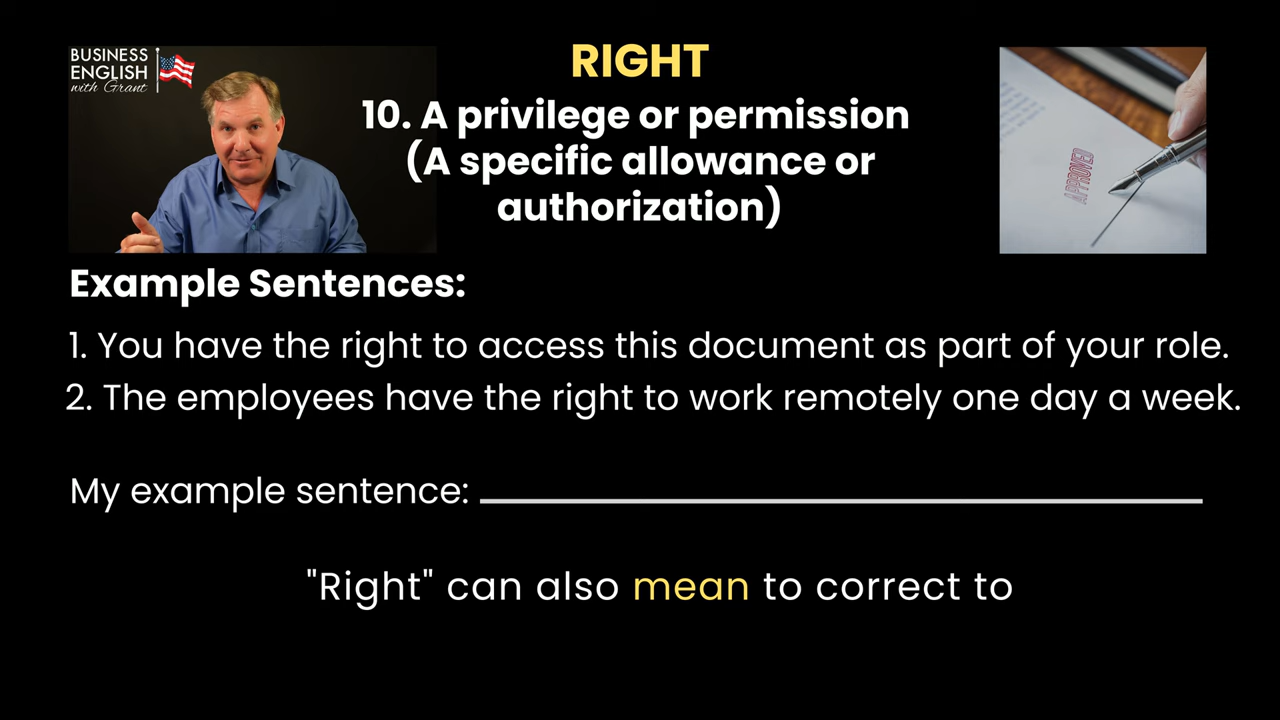 BUSINESS
ENGLISH
with Grant
RIGHT
10. A privilege or permission
(A specific allowance or
authorization)
APPROVED
Example Sentences:
1. You have the right to access this document as part of your role.
2. The employees have the right to work remotely one day a week.
My example sentence:
"Right" can also mean to correct to